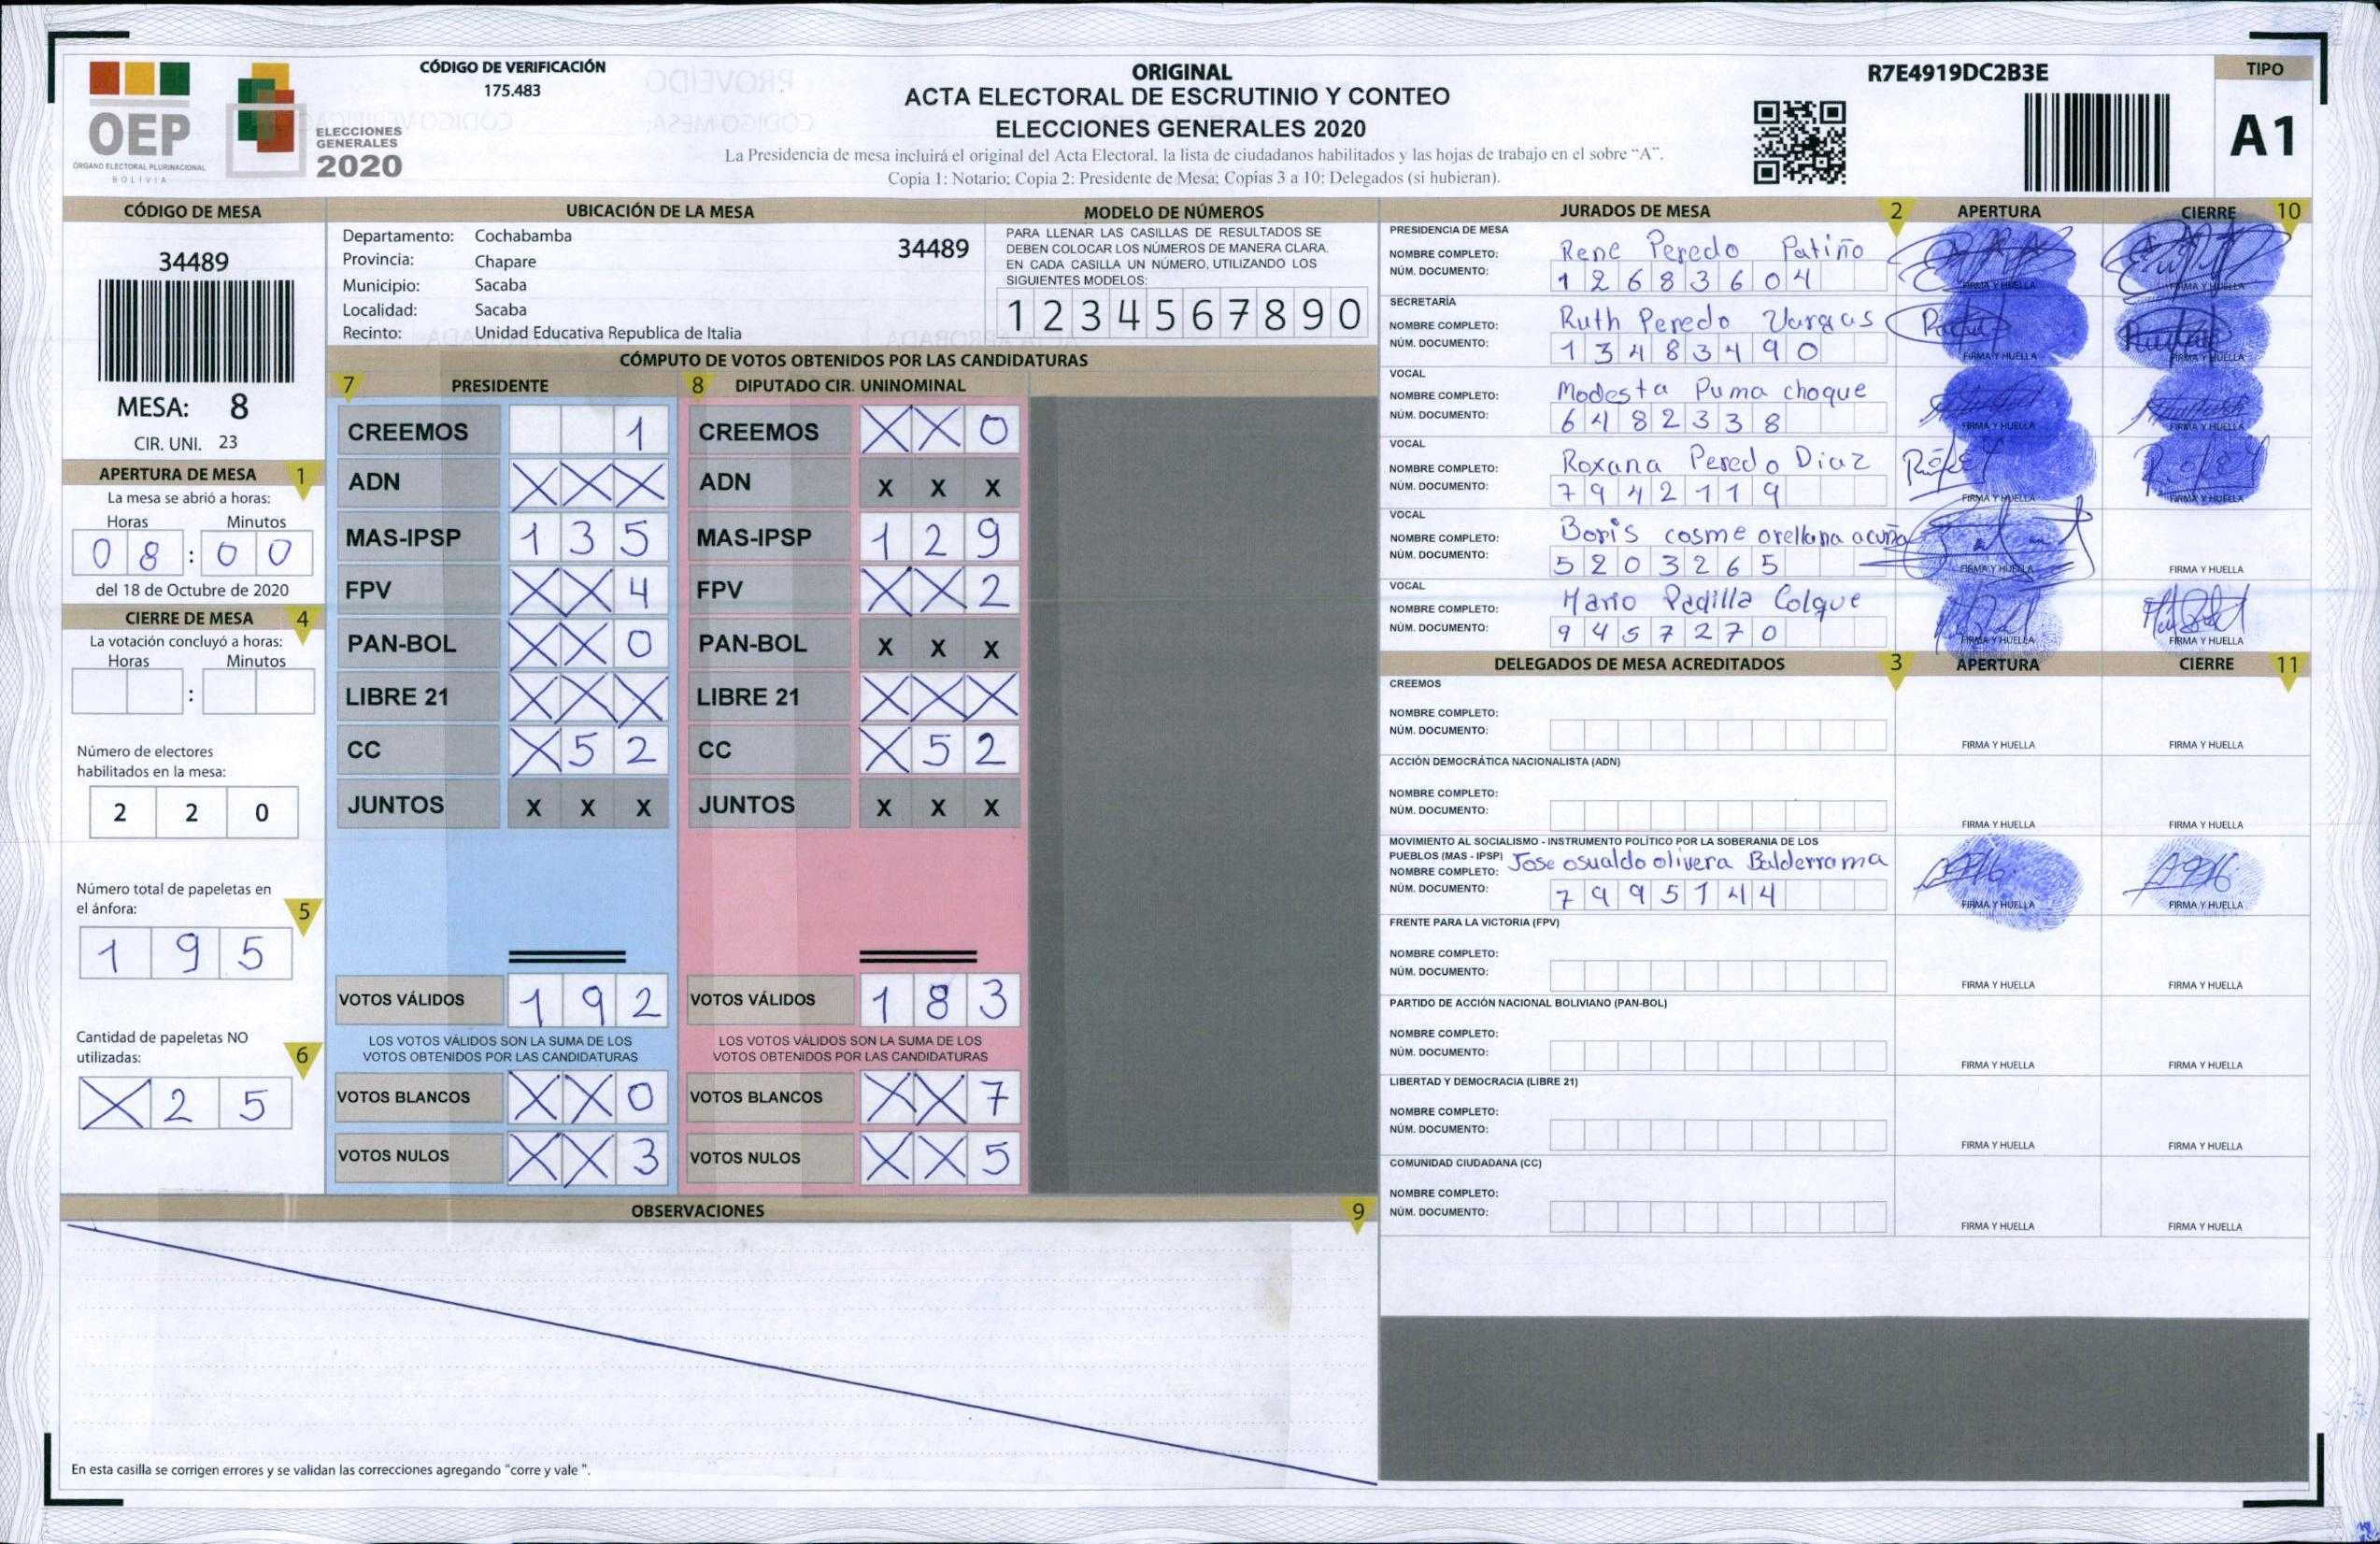 CÓDIGO DE VERIFICACIÓN
175.483
OEP
ÓRGANO ELECTORAL PLURINACIONAL
BOLIVIA
ELECCIONES
GENERALES
2020
ORIGINAL
ACTA ELECTORAL DE ESCRUTINIO Y CONTEO
ELECCIONES GENERALES 2020
La Presidencia de mesa incluirá el original del Acta Electoral, la lista de ciudadanos habilitados y las hojas de trabajo en el sobre "A".
Copia 1: Notario; Copia 2: Presidente de Mesa; Copias 3 a 10: Delegados (si hubieran).
R7E4919DC2B3E
TIPO
A1
CÓDIGO DE MESA
34489
MESA: 8
CIR. UNI. 23
APERTURA DE MESA 1
La mesa se abrió a horas:
Horas Minutos
0 8 : 0 0
del 18 de Octubre de 2020
CIERRE DE MESA 4
La votación concluyó a horas:
Horas Minutos
:
Número de electores
habilitados en la mesa:
2 2 0
Número total de papeletas en
el ánfora: 5
1 9 5
Cantidad de papeletas NO
utilizadas: 6
X 2 5
UBICACIÓN DE LA MESA
Departamento: Cochabamba
34489
Provincia: Chapare
Municipio: Sacaba
Localidad: Sacaba
Recinto: Unidad Educativa Republica de Italia
MODELO DE NÚMEROS
PARA LLENAR LAS CASILLAS DE RESULTADOS SE
DEBEN COLOCAR LOS NÚMEROS DE MANERA CLARA.
EN CADA CASILLA UN NÚMERO, UTILIZANDO LOS
SIGUIENTES MODELOS:
1 2 3 4 5 6 7 8 9 0
CÓMPUTO DE VOTOS OBTENIDOS POR LAS CANDIDATURAS
7 PRESIDENTE
8 DIPUTADO CIR. UNINOMINAL
CREEMOS 1
CREEMOS X X 0
ADN X X X
ADN X X X
MAS-IPSP 1 3 5
MAS-IPSP 1 2 9
FPV X X 4
FPV X X 2
PAN-BOL X X 0
PAN-BOL X X X
LIBRE 21 X X X
LIBRE 21 X X X
CC X 5 2
CC X 5 2
JUNTOS X X X
JUNTOS X X X
VOTOS VÁLIDOS 1 9 2
VOTOS VÁLIDOS 1 8 3
LOS VOTOS VÁLIDOS SON LA SUMA DE LOS
VOTOS OBTENIDOS POR LAS CANDIDATURAS
LOS VOTOS VÁLIDOS SON LA SUMA DE LOS
VOTOS OBTENIDOS POR LAS CANDIDATURAS
VOTOS BLANCOS X X 0
VOTOS BLANCOS X X 7
VOTOS NULOS X X 3
VOTOS NULOS X X 5
OBSERVACIONES 9
En esta casilla se corrigen errores y se validan las correcciones agregando "corre y vale ".
JURADOS DE MESA 2 APERTURA CIERRE 10
PRESIDENCIA DE MESA
NOMBRE COMPLETO: Rene Peredo Patiño
NÚM. DOCUMENTO: 1 2 6 8 3 6 0 4
FIRMA Y HUELLA FIRMA Y HUELLA
SECRETARÍA
NOMBRE COMPLETO: Ruth Peredo Vargas
NÚM. DOCUMENTO: 1 3 4 8 3 4 9 0
FIRMA Y HUELLA FIRMA Y HUELLA
VOCAL
NOMBRE COMPLETO: Modesta Puma choque
NÚM. DOCUMENTO: 6 4 8 2 3 3 8
FIRMA Y HUELLA FIRMA Y HUELLA
VOCAL
NOMBRE COMPLETO: Roxana Peredo Diaz
NÚM. DOCUMENTO: 7 9 4 2 1 1 9
FIRMA Y HUELLA FIRMA Y HUELLA
VOCAL
NOMBRE COMPLETO: Boris cosme orellana acuña
NÚM. DOCUMENTO: 5 2 0 3 2 6 5
FIRMA Y HUELLA FIRMA Y HUELLA
VOCAL
NOMBRE COMPLETO: Mario Padilla Colque
NÚM. DOCUMENTO: 9 4 5 7 2 7 0
FIRMA Y HUELLA FIRMA Y HUELLA
DELEGADOS DE MESA ACREDITADOS 3 APERTURA CIERRE 11
CREEMOS
NOMBRE COMPLETO:
NÚM. DOCUMENTO:
FIRMA Y HUELLA FIRMA Y HUELLA
ACCIÓN DEMOCRÁTICA NACIONALISTA (ADN)
NOMBRE COMPLETO:
NÚM. DOCUMENTO:
FIRMA Y HUELLA FIRMA Y HUELLA
MOVIMIENTO AL SOCIALISMO - INSTRUMENTO POLÍTICO POR LA SOBERANIA DE LOS
PUEBLOS (MAS - IPSP)
NOMBRE COMPLETO: Jose osualdo olivera Balderrama
NÚM. DOCUMENTO: 7 9 9 5 1 4 4
FIRMA Y HUELLA FIRMA Y HUELLA
FRENTE PARA LA VICTORIA (FPV)
NOMBRE COMPLETO:
NÚM. DOCUMENTO:
FIRMA Y HUELLA FIRMA Y HUELLA
PARTIDO DE ACCIÓN NACIONAL BOLIVIANO (PAN-BOL)
NOMBRE COMPLETO:
NÚM. DOCUMENTO:
FIRMA Y HUELLA FIRMA Y HUELLA
LIBERTAD Y DEMOCRACIA (LIBRE 21)
NOMBRE COMPLETO:
NÚM. DOCUMENTO:
FIRMA Y HUELLA FIRMA Y HUELLA
COMUNIDAD CIUDADANA (CC)
NOMBRE COMPLETO:
NÚM. DOCUMENTO:
FIRMA Y HUELLA FIRMA Y HUELLA